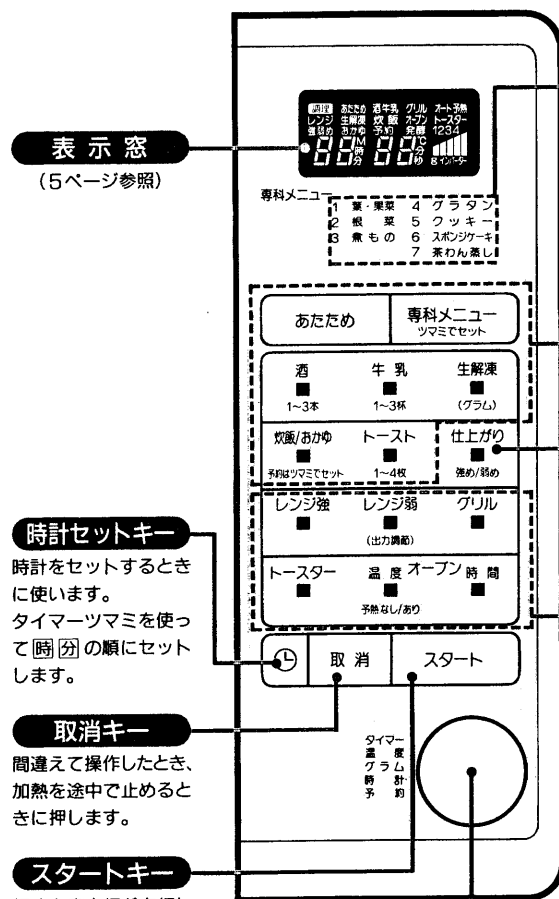 調理 あたため 酒牛乳 グリル オート予熱
レンジ 生解凍 炊飯 オーブン トースター
強弱め おかゆ 予約 発酵 1234
88 M時分 88 ℃分秒 g インバーター
表示窓
(5ページ参照)
専科メニュー
1 葉・果菜 4 グラタン
2 根菜 5 クッキー
3 煮もの 6 スポンジケーキ
7 茶わん蒸し
あたため 専科メニュー
ツマミでセット
酒 牛乳 生解凍
1~3本 1~3杯 (グラム)
炊飯/おかゆ トースト 仕上がり
予約はツマミでセット 1~4枚 強め/弱め
レンジ強 レンジ弱 グリル
(出力調節)
トースター 温度 オーブン 時間
予熱なし/あり
取消 スタート
タイマー
温度
グラム
時計
予約
時計セットキー
時計をセットするとき
に使います。
タイマーツマミを使っ
て時分の順にセット
します。
取消キー
間違えて操作したとき、
加熱を途中で止めると
きに押します。
スタートキー